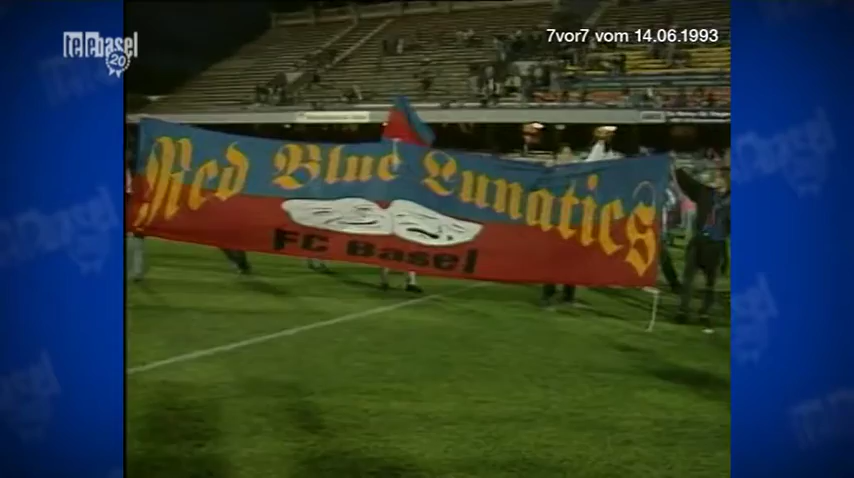 telebasel
20
7vor7 vom 14.06.1993
Red Blue Lunatics
FC Basel